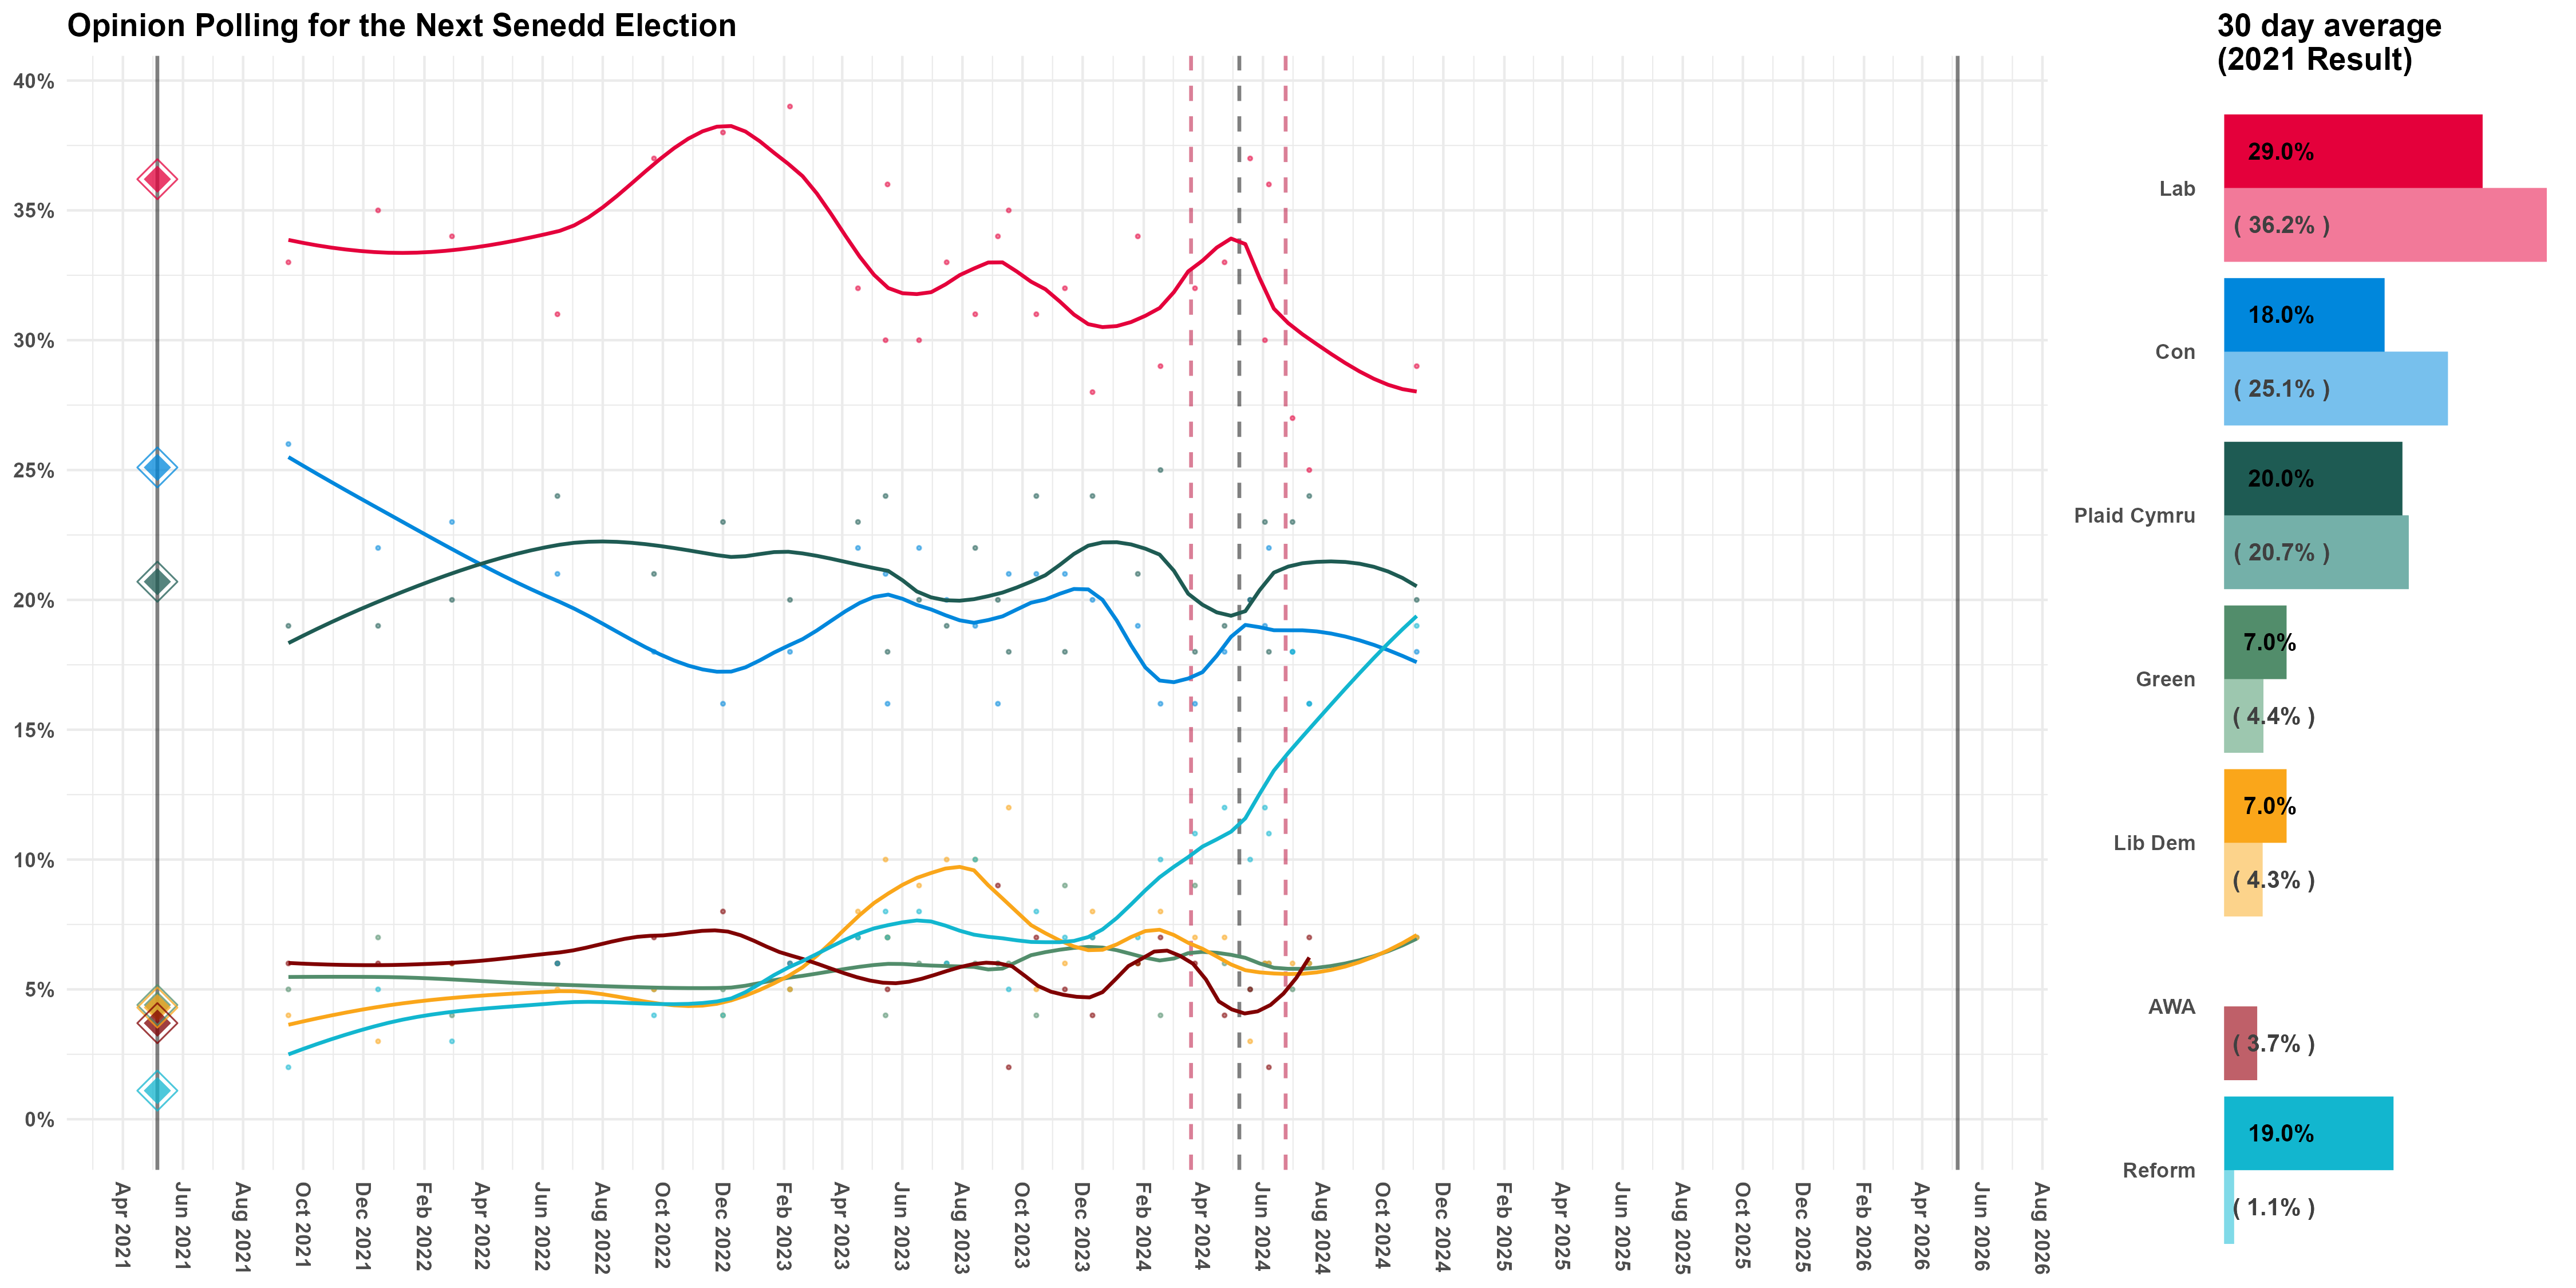 Opinion Polling for the Next Senedd Election
30 day average
(2021 Result)
40%
35%
30%
25%
20%
15%
10%
5%
0%
Apr 2021
Jun 2021
Aug 2021
Oct 2021
Dec 2021
Feb 2022
Apr 2022
Jun 2022
Aug 2022
Oct 2022
Dec 2022
Feb 2023
Apr 2023
Jun 2023
Aug 2023
Oct 2023
Dec 2023
Feb 2024
Apr 2024
Jun 2024
Aug 2024
Oct 2024
Dec 2024
Feb 2025
Apr 2025
Jun 2025
Aug 2025
Oct 2025
Dec 2025
Feb 2026
Apr 2026
Jun 2026
Aug 2026
Lab
29.0%
( 36.2% )
Con
18.0%
( 25.1% )
Plaid Cymru
20.0%
( 20.7% )
Green
7.0%
( 4.4% )
Lib Dem
7.0%
( 4.3% )
AWA
( 3.7% )
Reform
19.0%
( 1.1% )